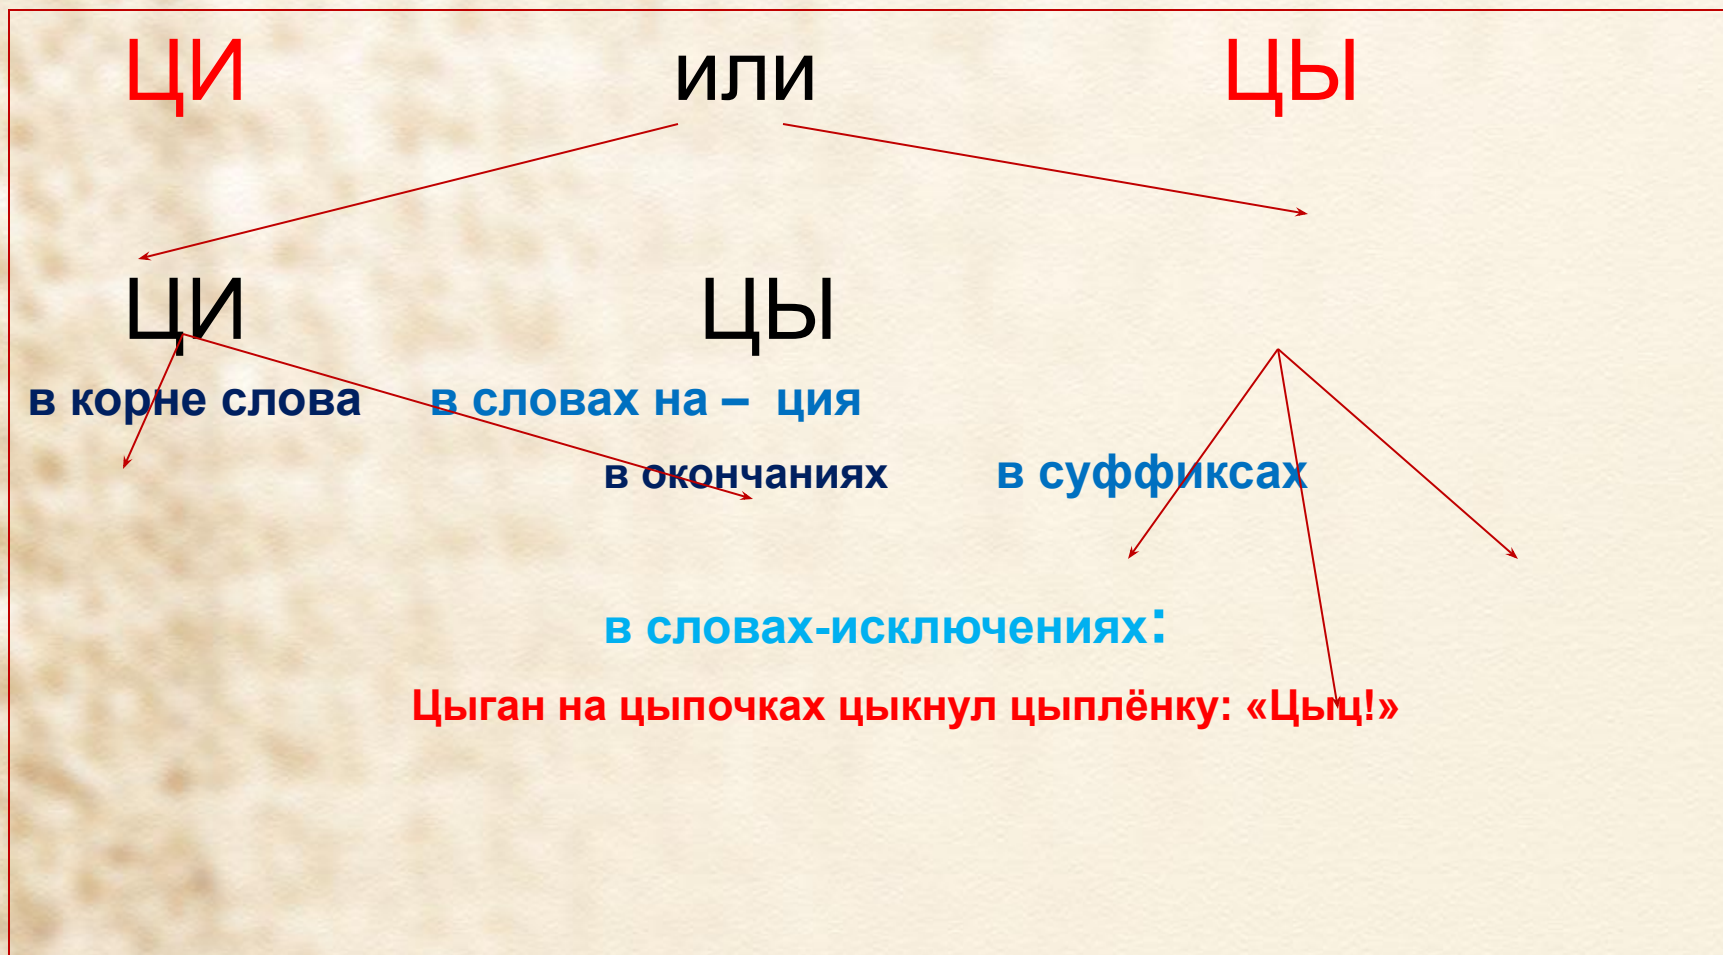 ЦИ или ЦЫ
ЦИ ЦЫ
в корне слова в словах на – ция
в окончаниях в суффиксах
в словах-исключениях:
Цыган на цыпочках цыкнул цыплёнку: «Цыц!»